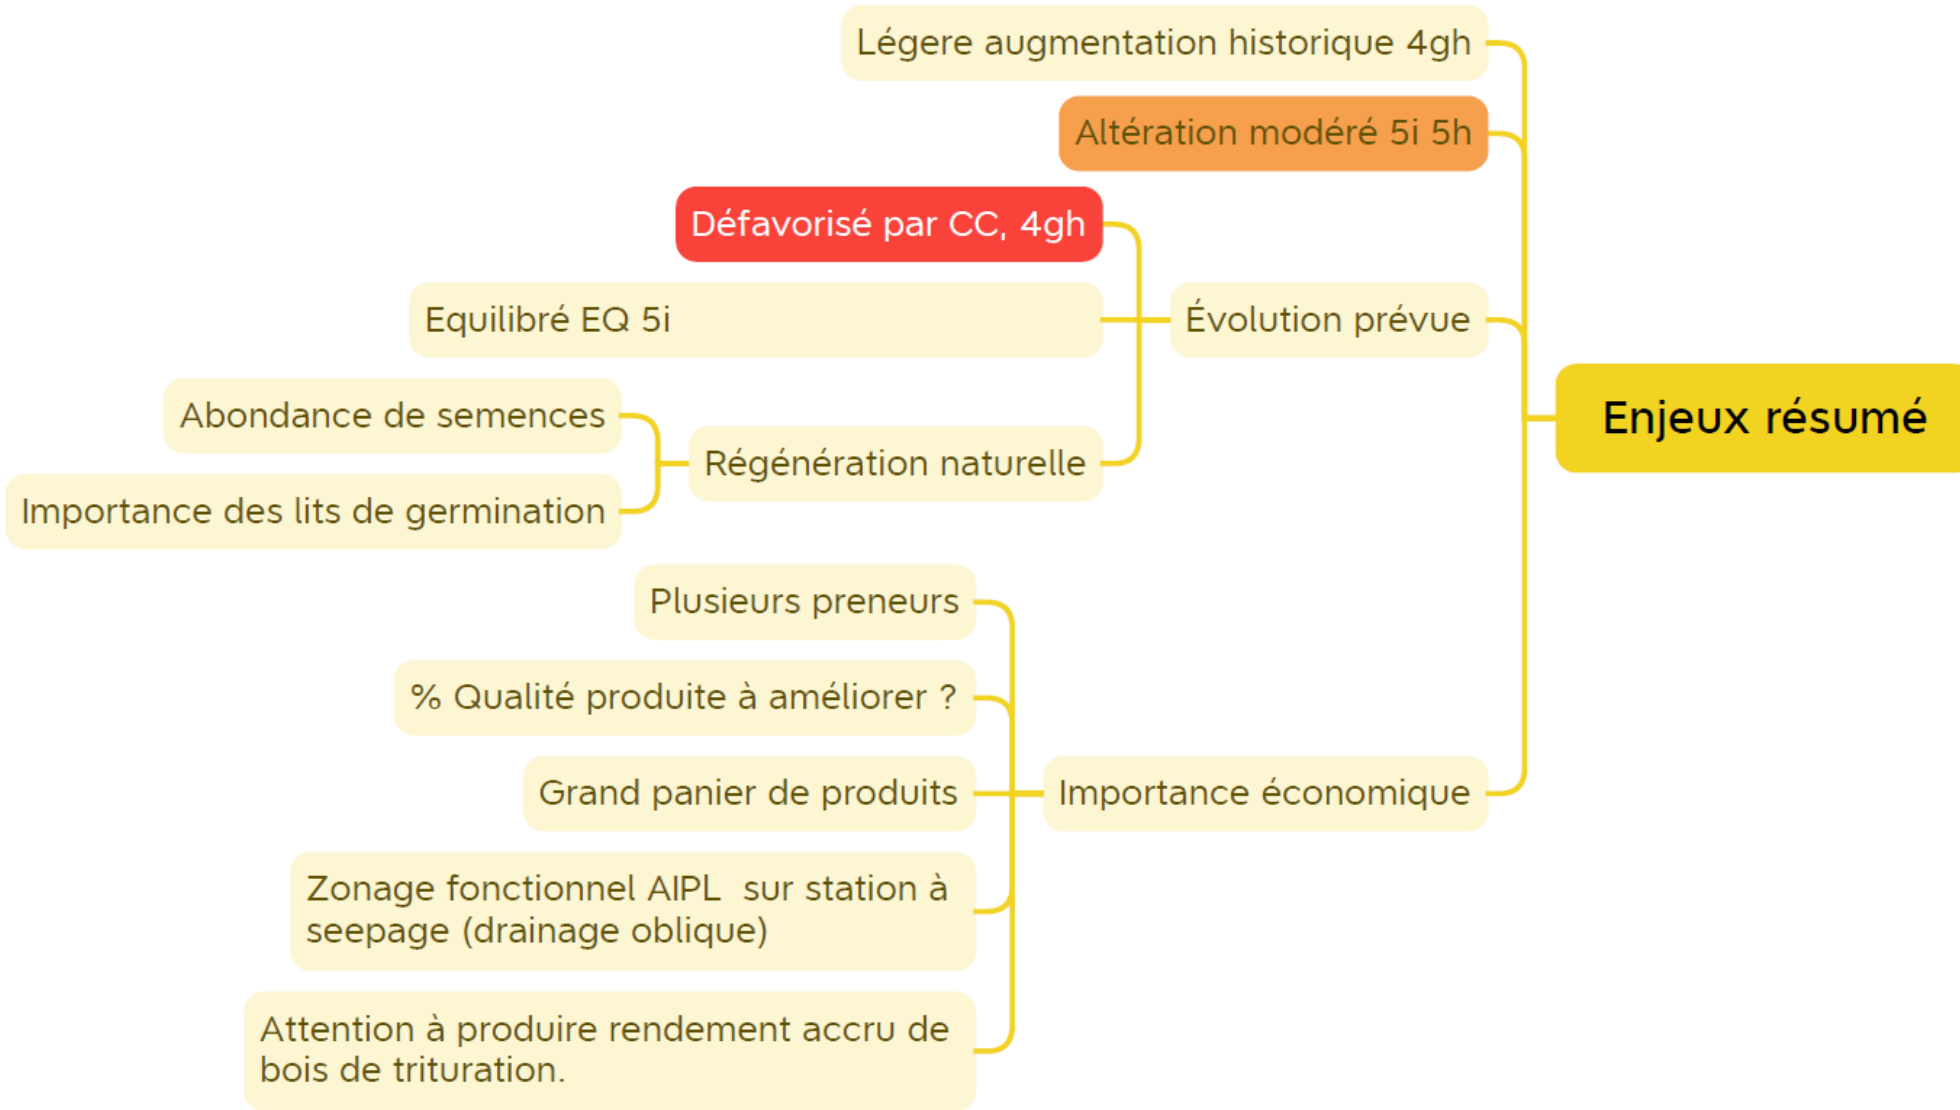 Légere augmentation historique 4gh
Altération modéré 5i 5h
Défavorisé par CC, 4gh
Equilibré EQ 5i
Évolution prévue
Abondance de semences
Régénération naturelle
Importance des lits de germination
Enjeux résumé
Plusieurs preneurs
% Qualité produite à améliorer ?
Grand panier de produits
Importance économique
Zonage fonctionnel AIPL  sur station à
seepage (drainage oblique)
Attention à produire rendement accru de
bois de trituration.